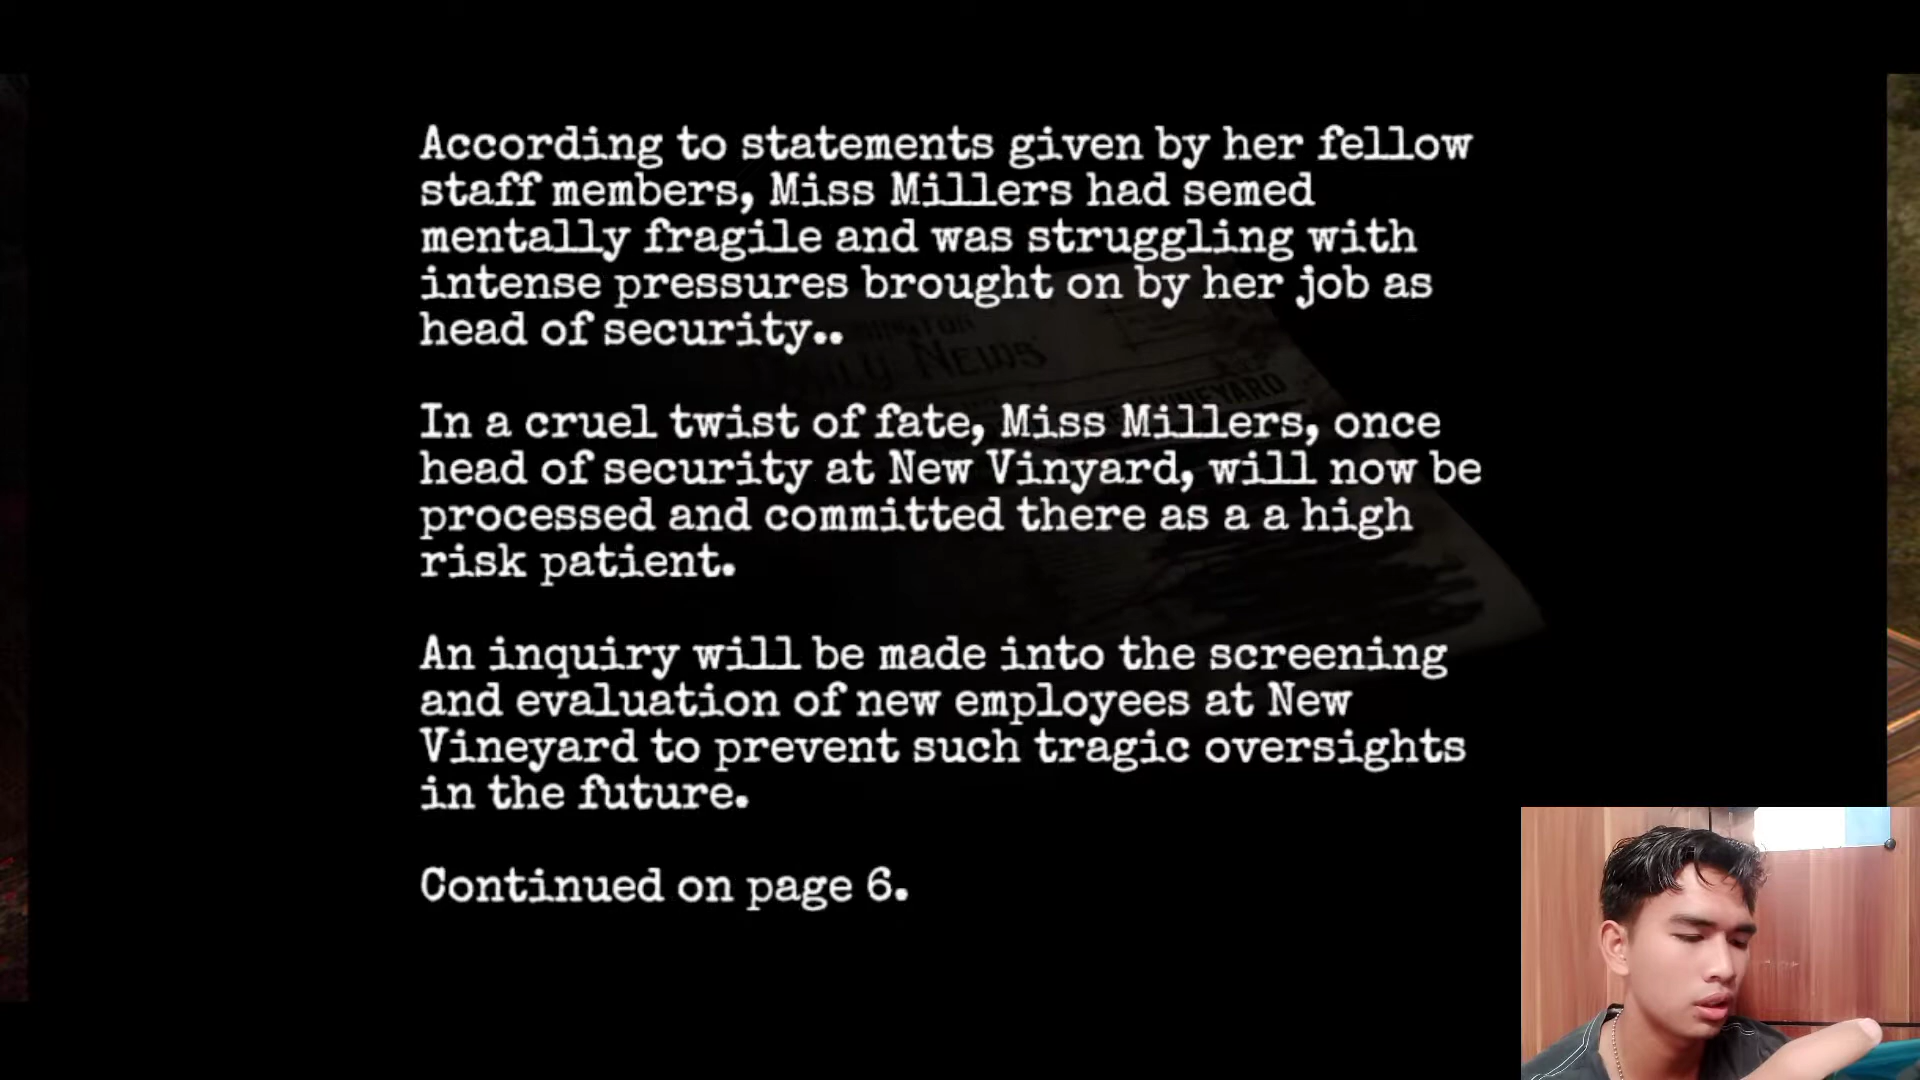 According to statements given by her fellow
staff members, Miss Millers had semed
mentally fragile and was struggling with
intense pressures brought on by her job as
head of security..
In a cruel twist of fate, Miss Millers, once
head of security at New Vinyard, will now be
processed and committed there as a a high
risk patient.
An inquiry will be made into the screening
and evaluation of new employees at New
Vineyard to prevent such tragic oversights
in the future.
Continued on page 6.